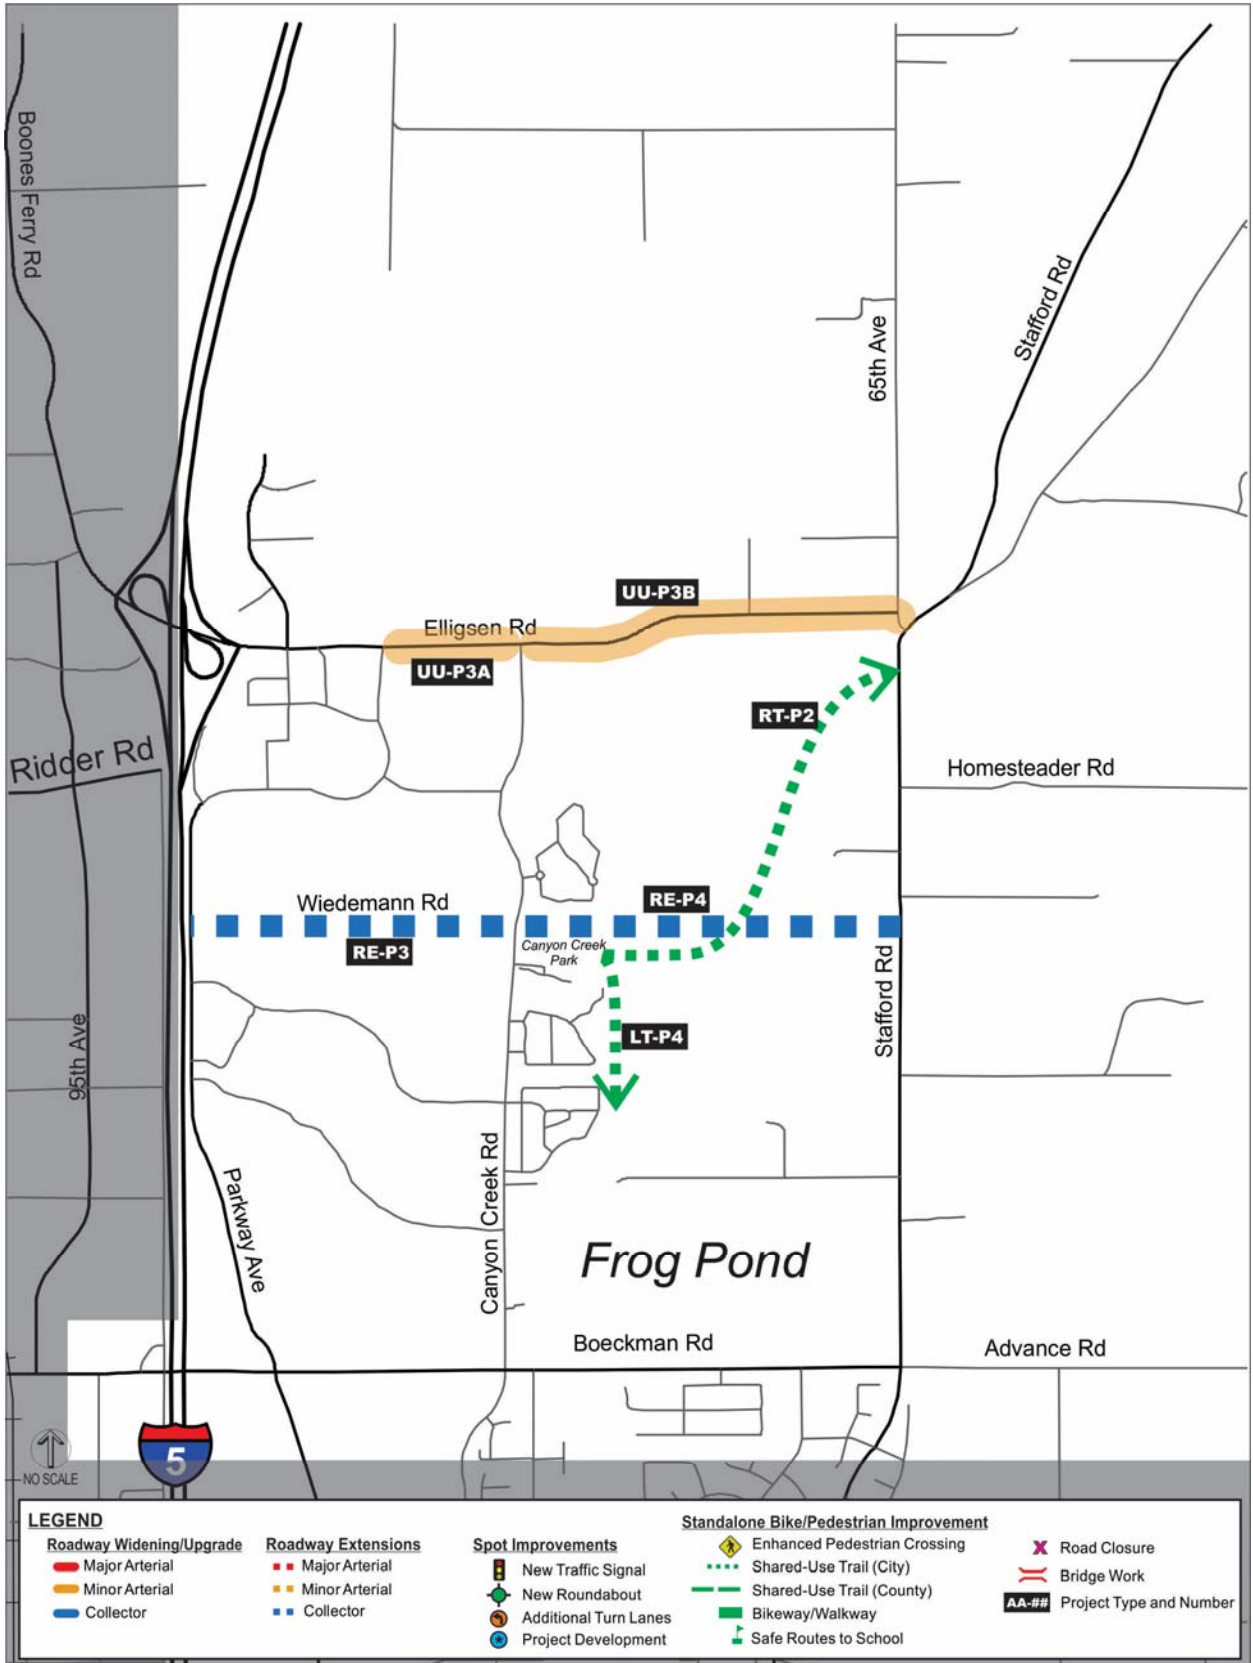 Boones Ferry Rd
Stafford Rd
65th Ave
UU-P3B
Elligsen Rd
UU-P3A
RT-P2
Ridder Rd
Homesteader Rd
Wiedemann Rd
RE-P4
RE-P3
Canyon Creek
Park
Stafford Rd
LT-P4
95th Ave
Canyon Creek Rd
Parkway Ave
Frog Pond
Boeckman Rd
Advance Rd
5
NO SCALE
LEGEND
Roadway Widening/Upgrade
Major Arterial
Minor Arterial
Collector
Roadway Extensions
Major Arterial
Minor Arterial
Collector
Spot Improvements
New Traffic Signal
New Roundabout
Additional Turn Lanes
Project Development
Standalone Bike/Pedestrian Improvement
Enhanced Pedestrian Crossing
Shared-Use Trail (City)
Shared-Use Trail (County)
Bikeway/Walkway
Safe Routes to School
X Road Closure
Bridge Work
AA-## Project Type and Number